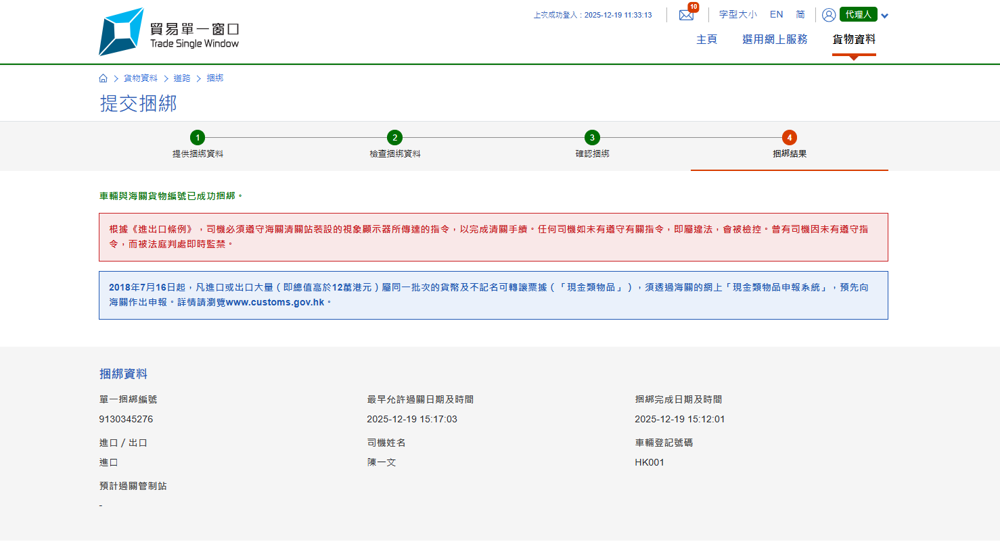 貿易單一窗口
Trade Single Window
上次成功登入：2025-12-19 11:33:13
10
字型大小
EN
简
代理人
主頁
選用網上服務
貨物資料
貨物資料
道路
捆綁
提交捆綁
1
2
3
4
提供捆綁資料
檢查捆綁資料
確認捆綁
捆綁結果
車輛與海關貨物編號已成功捆綁。
根據《進出口條例》，司機必須遵守海關清關站裝設的視象顯示器所傳達的指令，以完成清關手續。任何司機如未有遵守有關指令，即屬違法，會被檢控。曾有司機因未有遵守指
令，而被法庭判處即時監禁。
2018年7月16日起，凡進口或出口大量（即總值高於12萬港元）屬同一批次的貨幣及不記名可轉讓票據（「現金類物品」），須透過海關的網上「現金類物品申報系統」，預先向
海關作出申報。詳情請瀏覽www.customs.gov.hk。
捆綁資料
單一捆綁編號
最早允許過關日期及時間
捆綁完成日期及時間
9130345276
2025-12-19 15:17:03
2025-12-19 15:12:01
進口 / 出口
司機姓名
車輛登記號碼
進口
陳一文
HK001
預計過關管制站
-